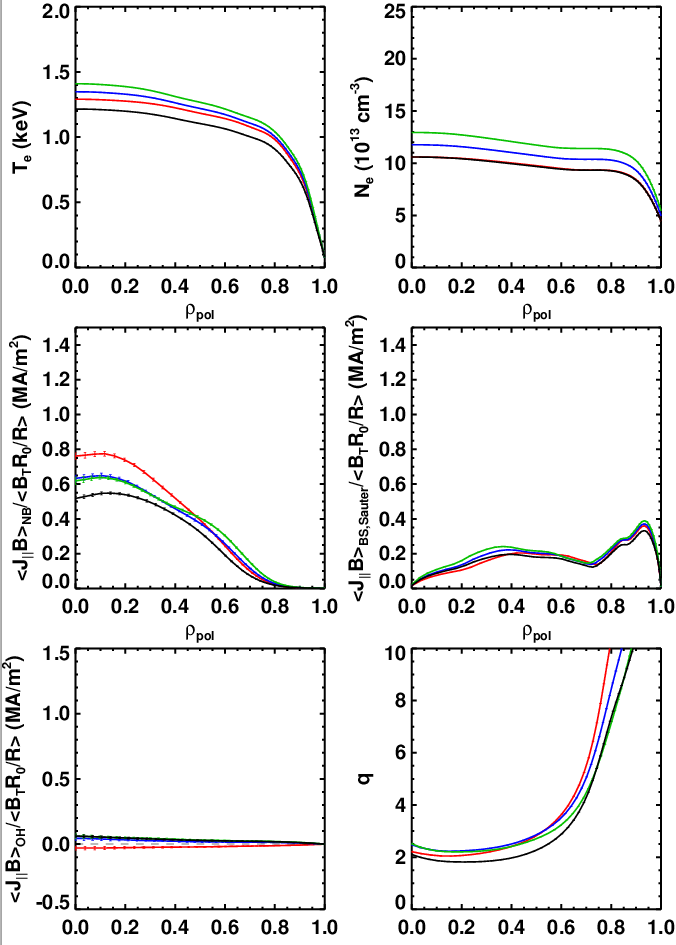 2.0
1.5
1.0
0.5
0.0
T_e (keV)
0.0 0.2 0.4 0.6 0.8 1.0
ρ_pol
25
20
15
10
5
0
N_e (10^13 cm^-3)
0.0 0.2 0.4 0.6 0.8 1.0
1.4
1.2
1.0
0.8
0.6
0.4
0.2
0.0
<J_||B>_NB/<B_TR_0/R> (MA/m^2)
0.0 0.2 0.4 0.6 0.8 1.0
ρ_pol
1.4
1.2
1.0
0.8
0.6
0.4
0.2
0.0
<J_||B>_BS,Sauter/<B_TR_0/R> (MA/m^2)
0.0 0.2 0.4 0.6 0.8 1.0
ρ_pol
1.5
1.0
0.5
0.0
-0.5
<J_||B>_OH/<B_TR_0/R> (MA/m^2)
0.0 0.2 0.4 0.6 0.8 1.0
10
8
6
4
2
0
q
0.0 0.2 0.4 0.6 0.8 1.0